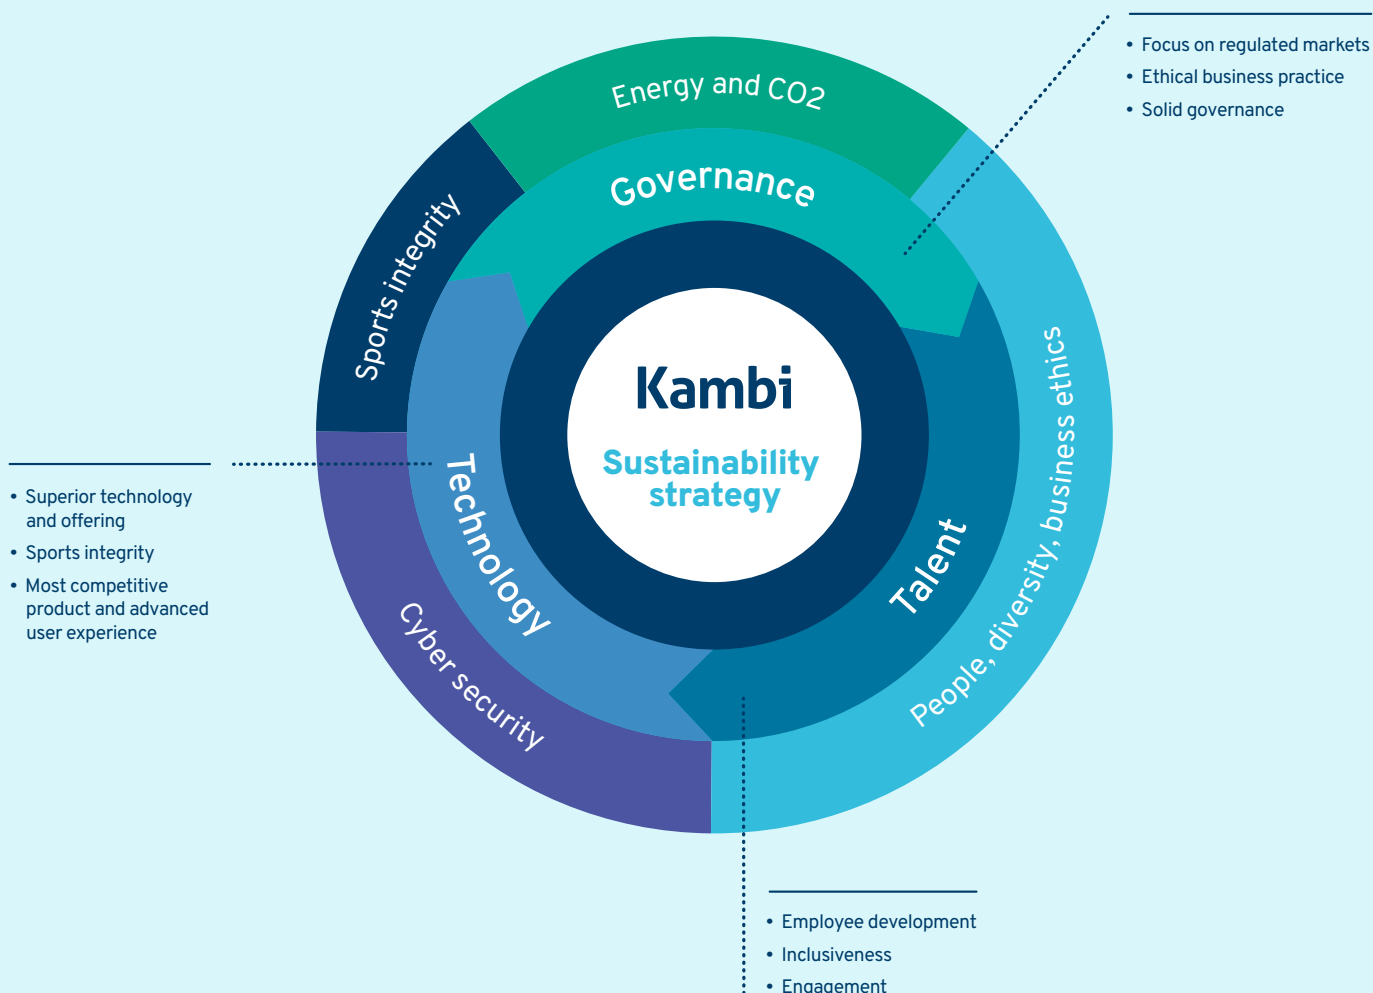 Energy and CO2
Governance
Sports integrity
Technology
Cyber security
Talent
People, diversity, business ethics
Kambi
Sustainability
strategy
• Focus on regulated markets
• Ethical business practice
• Solid governance
• Superior technology
and offering
• Sports integrity
• Most competitive
product and advanced
user experience
• Employee development
• Inclusiveness
• Engagement